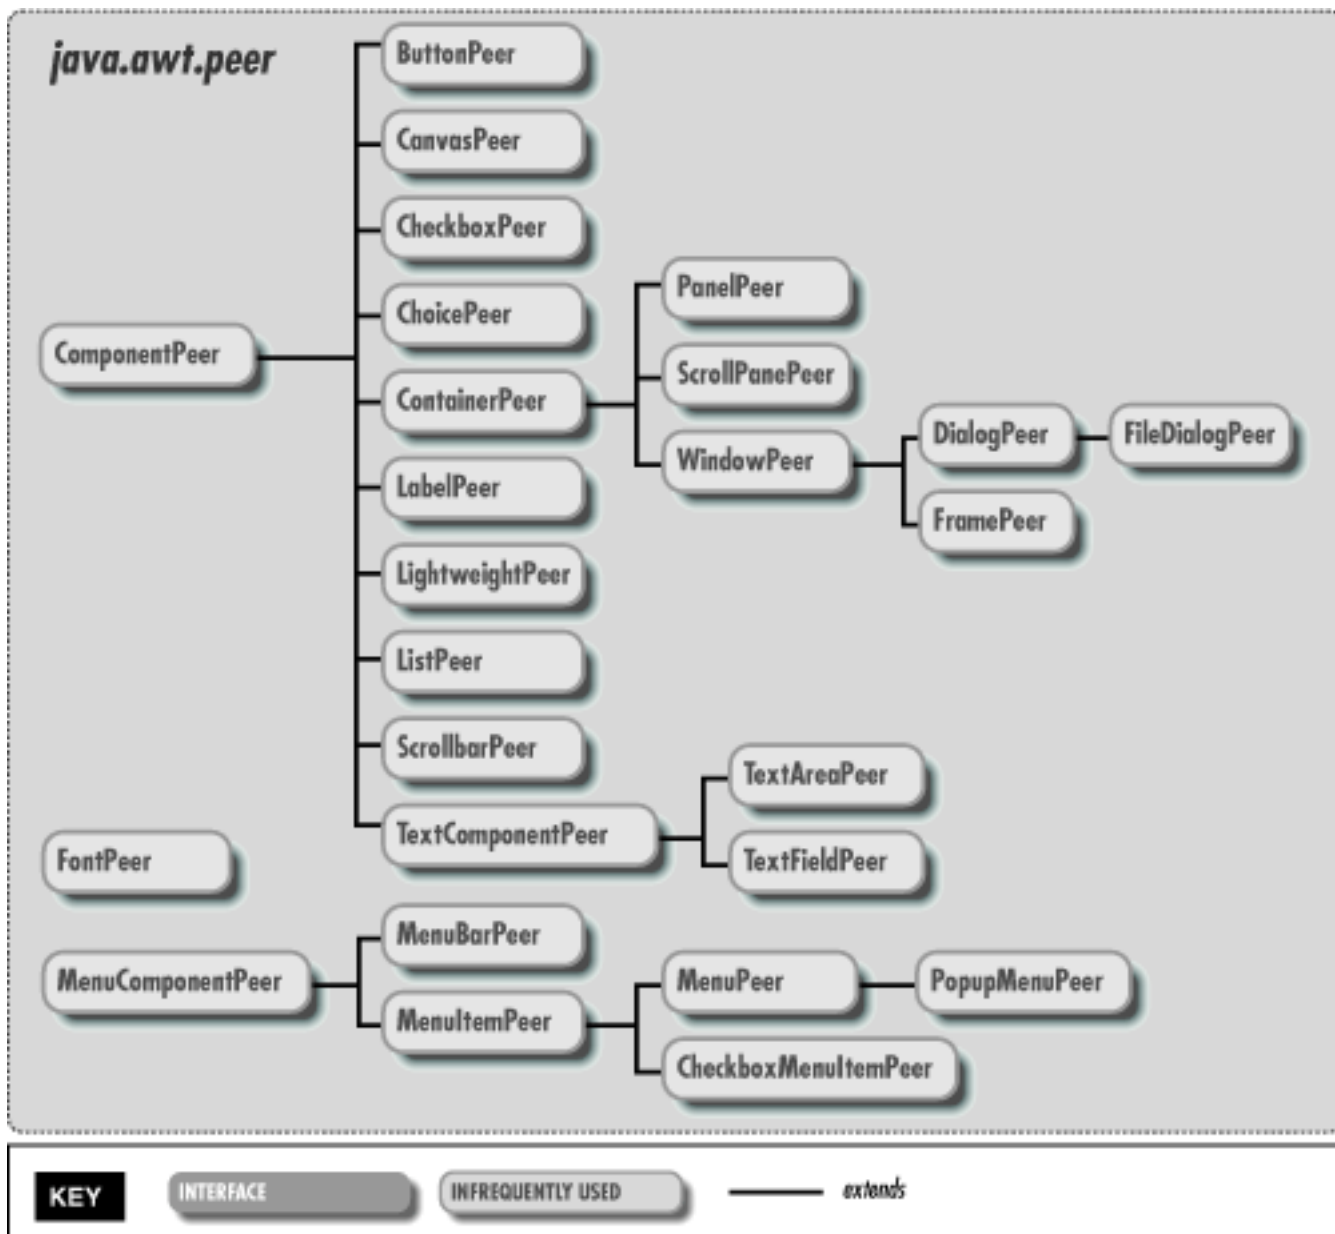 java.awt.peer
ButtonPeer
CanvasPeer
CheckboxPeer
ChoicePeer
ComponentPeer
ContainerPeer
LabelPeer
LightweightPeer
ListPeer
ScrollbarPeer
TextComponentPeer
PanelPeer
ScrollPanePeer
WindowPeer
DialogPeer
FileDialogPeer
FramePeer
TextAreaPeer
TextFieldPeer
FontPeer
MenuComponentPeer
MenuBarPeer
MenuItemPeer
MenuPeer
PopupMenuPeer
CheckboxMenuItemPeer
KEY
INTERFACE
INFREQUENTLY USED
extends